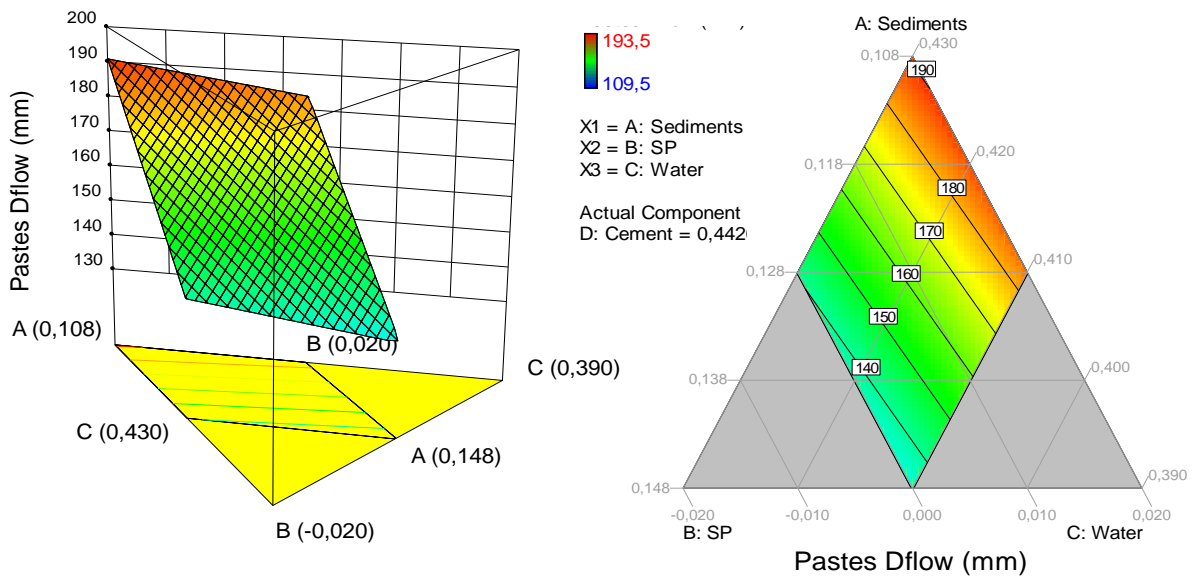 200
190
180
170
160
150
140
130
Pastes Dflow (mm)
A (0,108)
B (0,020)
C (0,390)
C (0,430)
A (0,148)
B (-0,020)
193,5
109,5
X1 = A: Sediments
X2 = B: SP
X3 = C: Water
Actual Component
D: Cement = 0,442
A: Sediments
0,108
0,430
190
0,118
0,420
180
170
0,128
160
0,410
150
140
0,138
0,400
0,148
0,390
-0,020
-0,010
0,000
0,010
0,020
B: SP
C: Water
Pastes Dflow (mm)